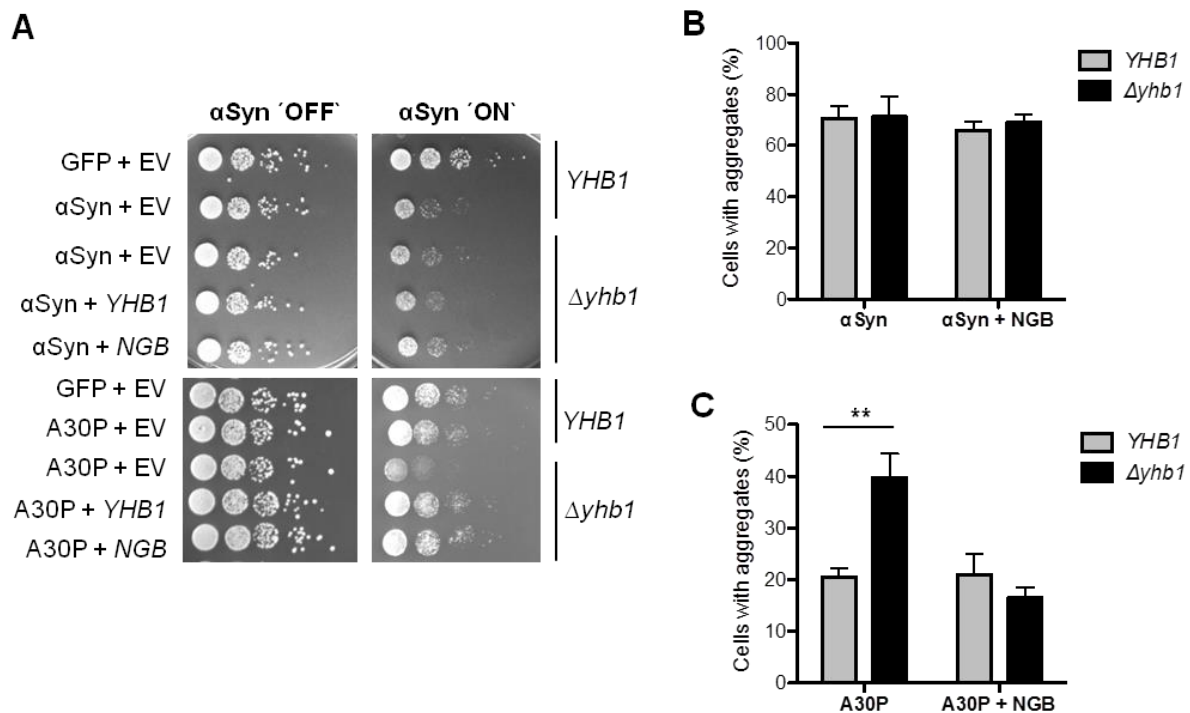 A
αSyn ´OFF`
αSyn ´ON`
GFP + EV
αSyn + EV
YHB1
αSyn + EV
αSyn + YHB1
αSyn + NGB
Δyhb1
GFP + EV
A30P + EV
YHB1
A30P + EV
A30P + YHB1
A30P + NGB
Δyhb1
B
Cells with aggregates (%)
100
80
60
40
20
0
αSyn
αSyn + NGB
YHB1
Δyhb1
C
Cells with aggregates (%)
50
40
30
20
10
0
**
A30P
A30P + NGB
YHB1
Δyhb1